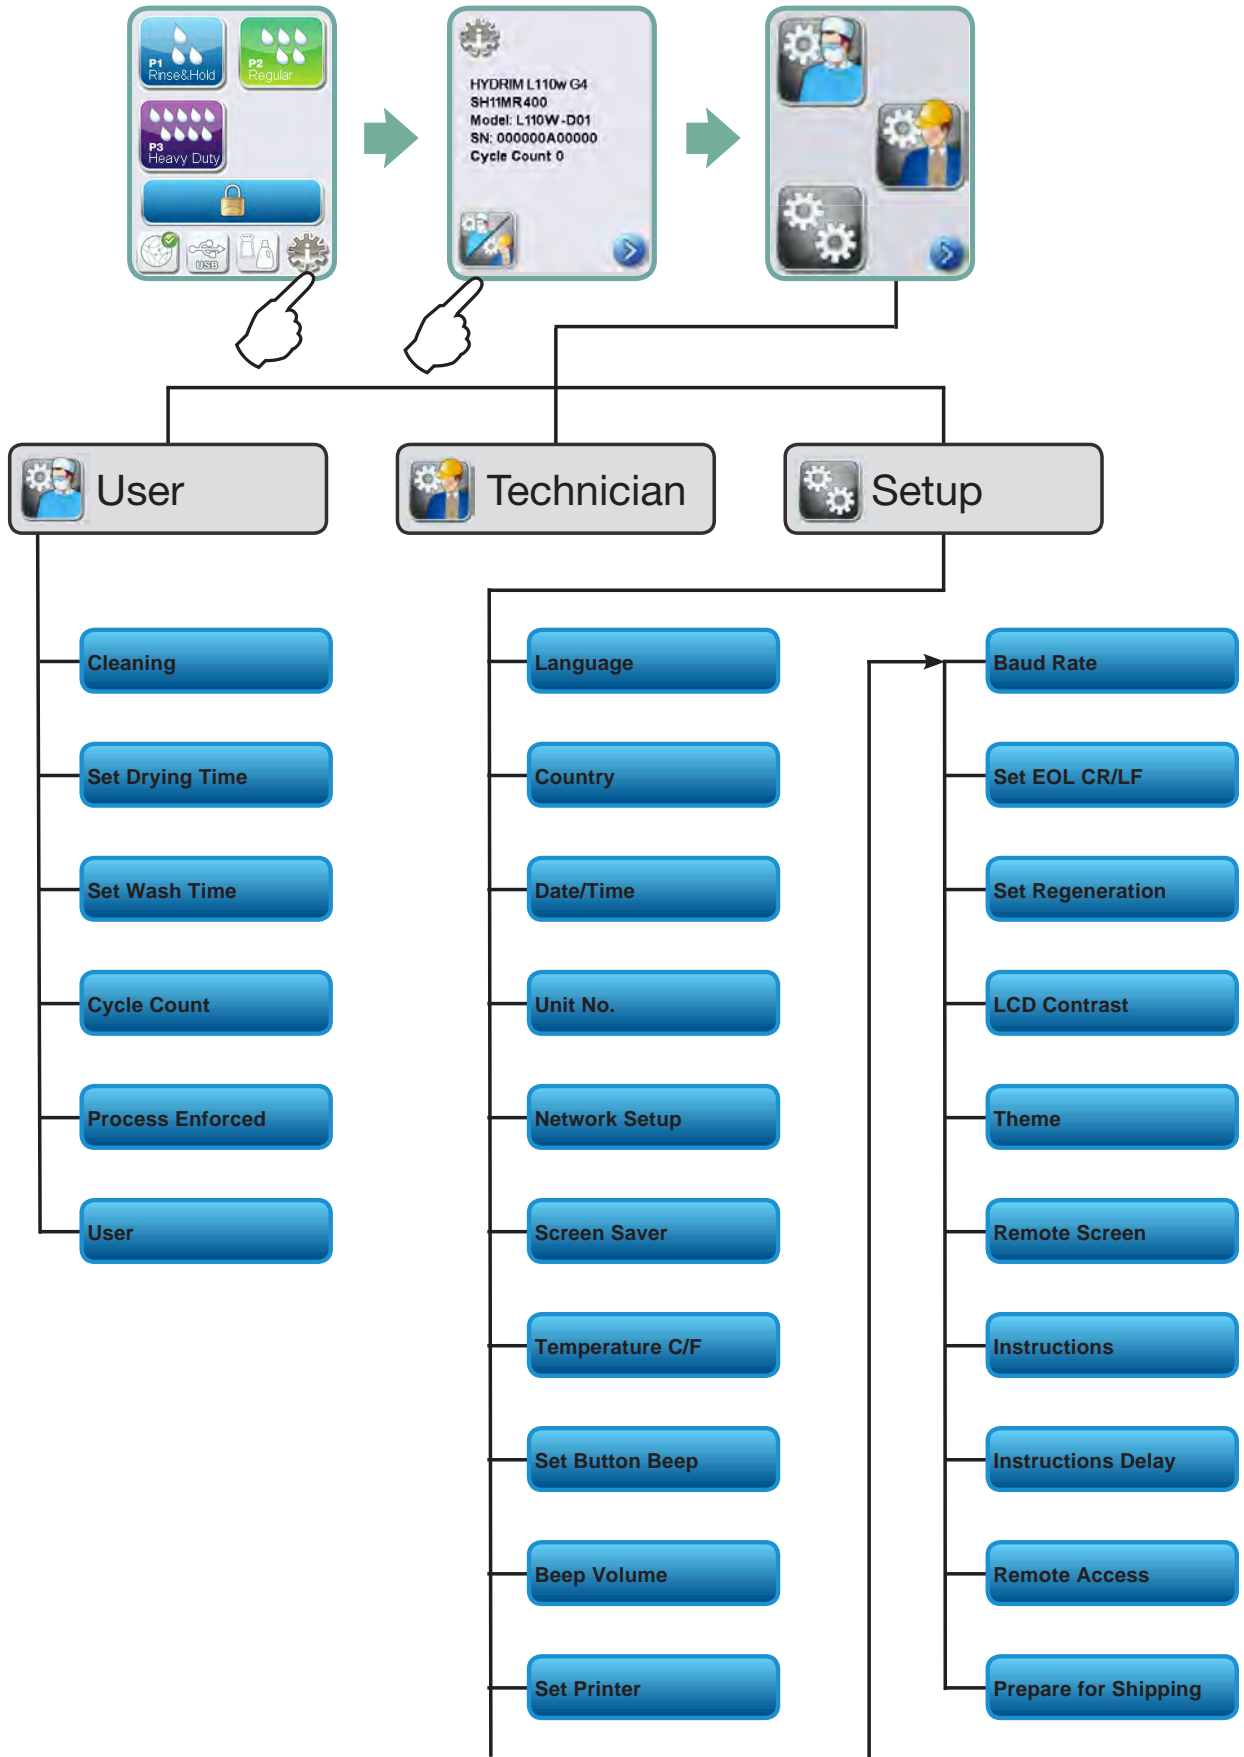 P1
Rinse&Hold
P2
Regular
P3
Heavy Duty
USB
HYDRIM L110w G4
SH11MR400
Model: L110W-D01
SN: 000000A00000
Cycle Count 0
User
Technician
Setup
Cleaning
Set Drying Time
Set Wash Time
Cycle Count
Process Enforced
User
Language
Country
Date/Time
Unit No.
Network Setup
Screen Saver
Temperature C/F
Set Button Beep
Beep Volume
Set Printer
Baud Rate
Set EOL CR/LF
Set Regeneration
LCD Contrast
Theme
Remote Screen
Instructions
Instructions Delay
Remote Access
Prepare for Shipping